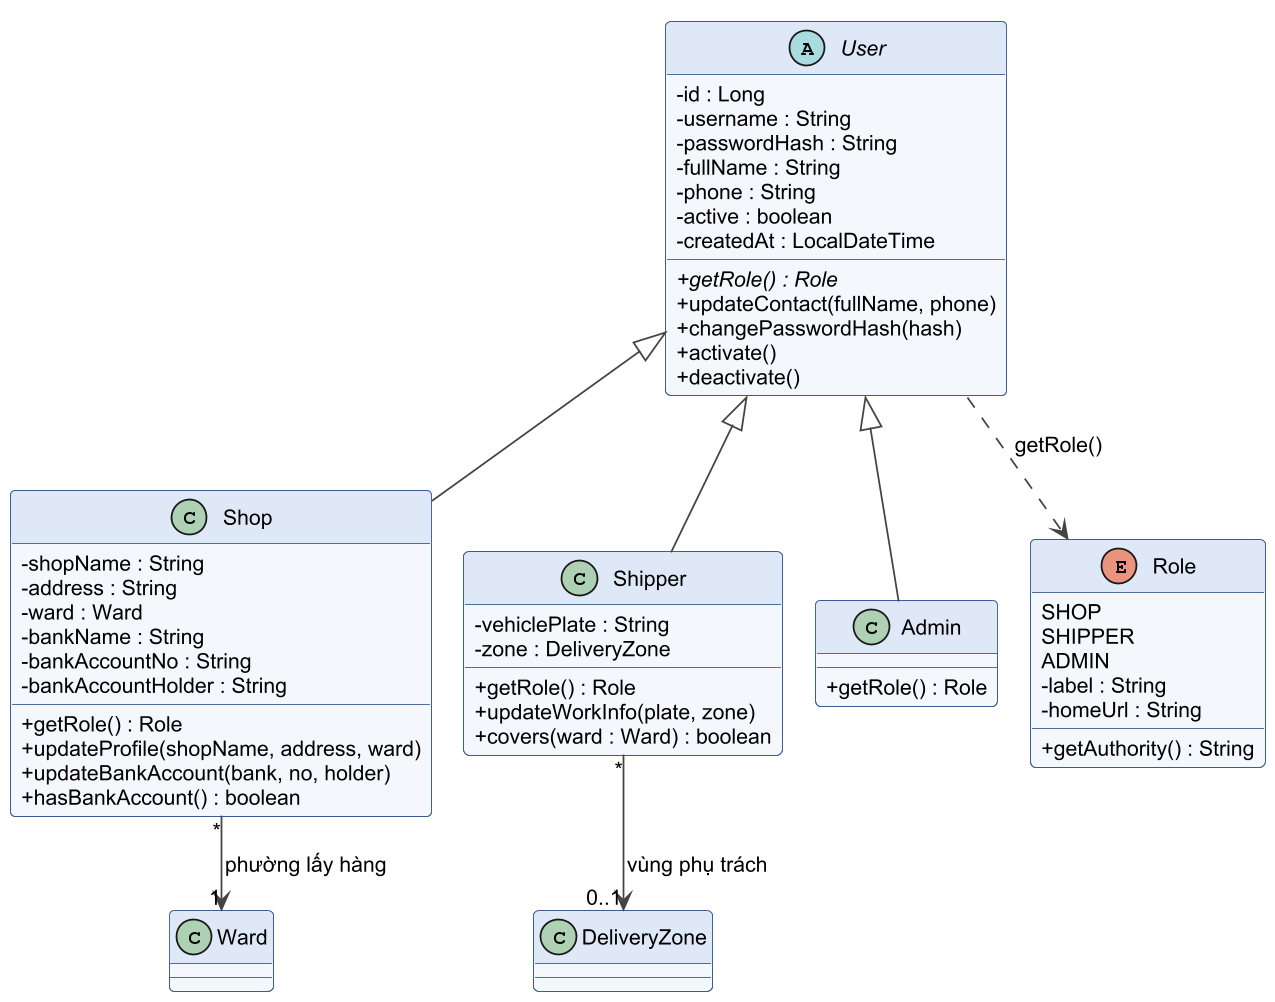 A User
-id : Long
-username : String
-passwordHash : String
-fullName : String
-phone : String
-active : boolean
-createdAt : LocalDateTime
+getRole() : Role
+updateContact(fullName, phone)
+changePasswordHash(hash)
+activate()
+deactivate()
getRole()
C Shop
-shopName : String
-address : String
-ward : Ward
-bankName : String
-bankAccountNo : String
-bankAccountHolder : String
+getRole() : Role
+updateProfile(shopName, address, ward)
+updateBankAccount(bank, no, holder)
+hasBankAccount() : boolean
C Shipper
-vehiclePlate : String
-zone : DeliveryZone
+getRole() : Role
+updateWorkInfo(plate, zone)
+covers(ward : Ward) : boolean
C Admin
+getRole() : Role
E Role
SHOP
SHIPPER
ADMIN
-label : String
-homeUrl : String
+getAuthority() : String
*
phường lấy hàng
1
*
vùng phụ trách
0..1
C Ward
C DeliveryZone